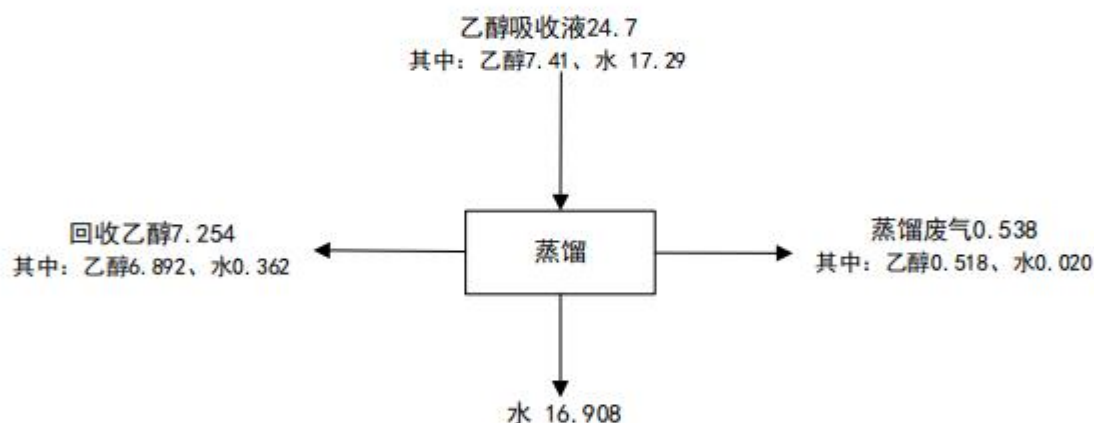 乙醇吸收液24.7
其中：乙醇7.41、水 17.29
回收乙醇7.254
其中：乙醇6.892、水0.362
蒸馏
蒸馏废气0.538
其中：乙醇0.518、水0.020
水 16.908